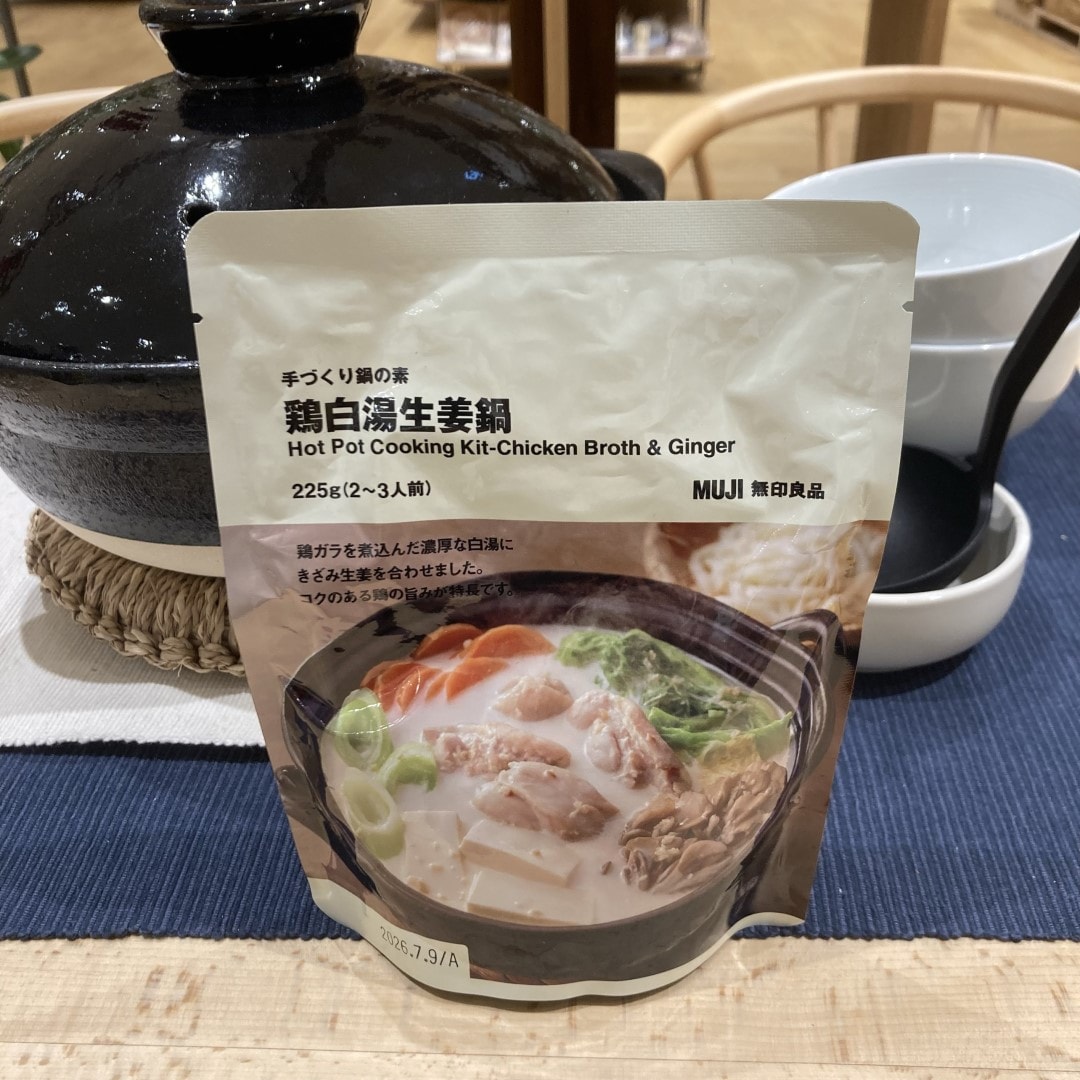 手づくり鍋の素
鶏白湯生姜鍋
Hot Pot Cooking Kit-Chicken Broth & Ginger
225g(2～3人前)
MUJI 無印良品
鶏ガラを煮込んだ濃厚な白湯に
きざみ生姜を合わせました。
コクのある鶏の旨みが特長です。
2026.7.9/A